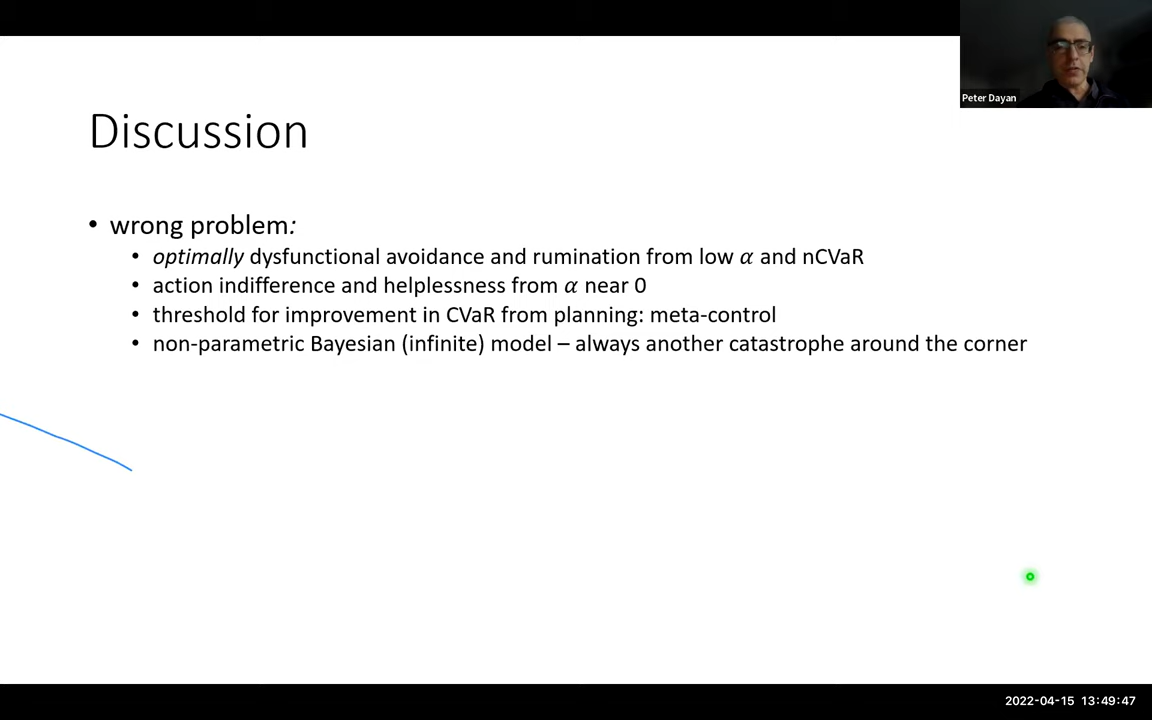 Peter Dayan
Discussion
• wrong problem:
• optimally dysfunctional avoidance and rumination from low α and nCVaR
• action indifference and helplessness from α near 0
• threshold for improvement in CVaR from planning: meta-control
• non-parametric Bayesian (infinite) model – always another catastrophe around the corner
2022-04-15 13:49:47